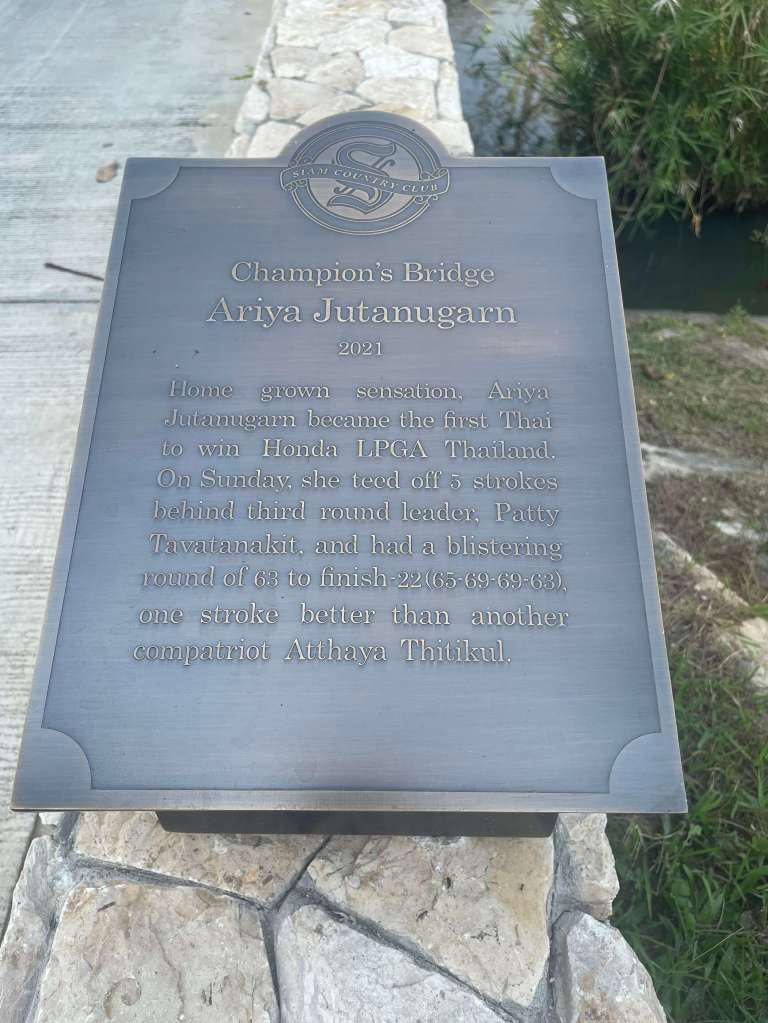 S
SIAM COUNTRY CLUB
Champion's Bridge
Ariya Jutanugarn
2021
Home grown sensation, Ariya
Jutanugarn became the first Thai
to win Honda LPGA Thailand.
On Sunday, she teed off 5 strokes
behind third round leader, Patty
Tavatanakit, and had a blistering
round of 63 to finish -22(65-69-69-63),
one stroke better than another
compatriot Atthaya Thitikul.